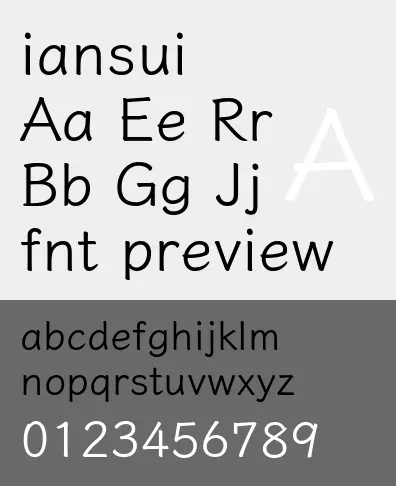 iansui
Aa Ee Rr
A
Bb Gg Jj
fnt preview
abcdefghijklm
nopqrstuvwxyz
0123456789